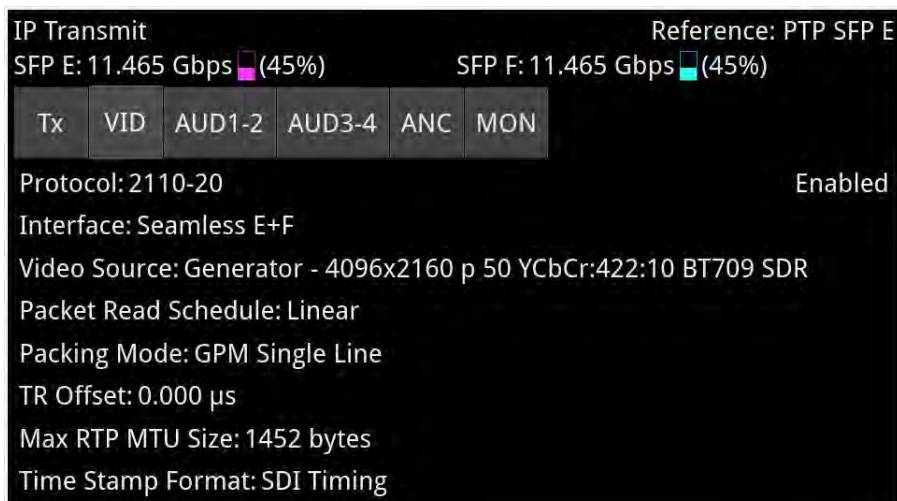 IP Transmit Reference: PTP SFP E
SFP E: 11.465 Gbps (45%) SFP F: 11.465 Gbps (45%)
Tx VID AUD1-2 AUD3-4 ANC MON
Protocol: 2110-20 Enabled
Interface: Seamless E+F
Video Source: Generator - 4096x2160 p 50 YCbCr:422:10 BT709 SDR
Packet Read Schedule: Linear
Packing Mode: GPM Single Line
TR Offset: 0.000 µs
Max RTP MTU Size: 1452 bytes
Time Stamp Format: SDI Timing